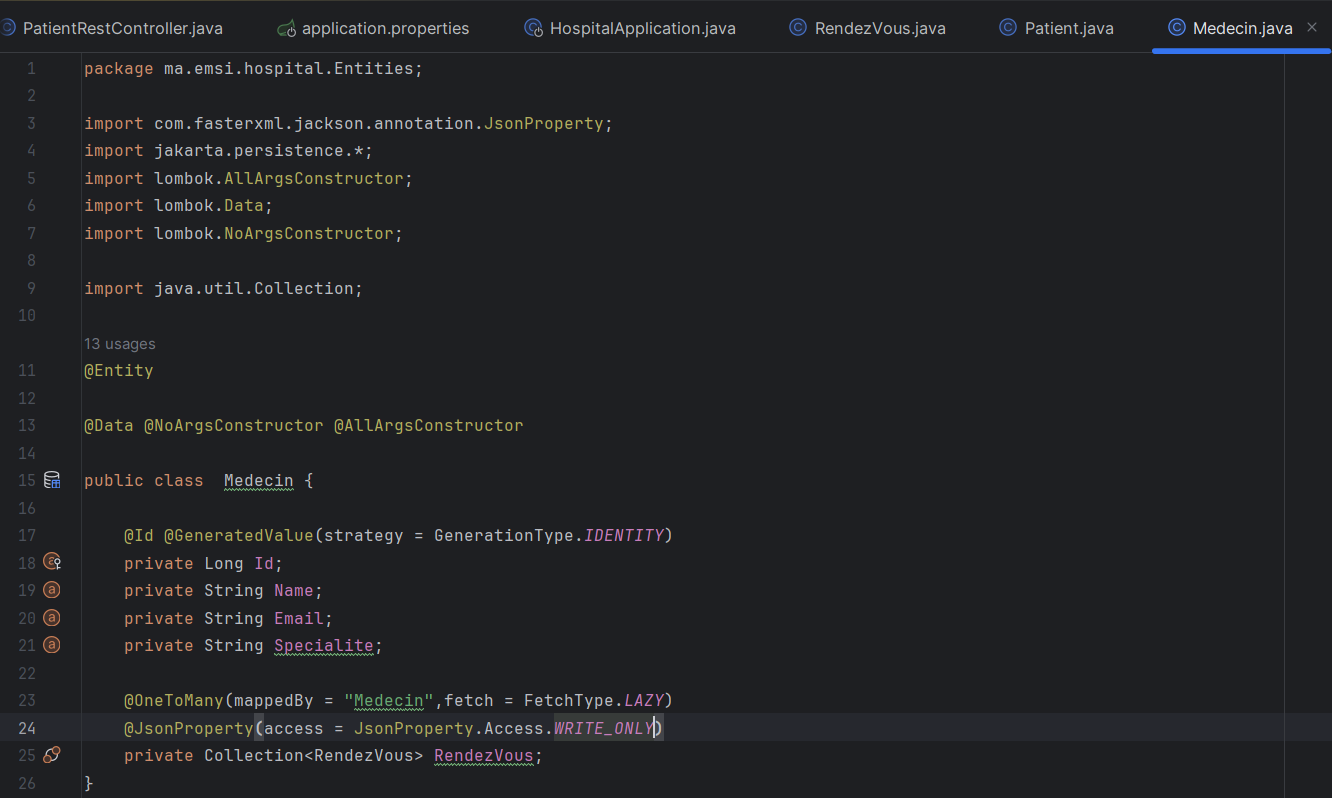 PatientRestController.java application.properties HospitalApplication.java RendezVous.java Patient.java Medecin.java
1 package ma.emsi.hospital.Entities;
2
3 import com.fasterxml.jackson.annotation.JsonProperty;
4 import jakarta.persistence.*;
5 import lombok.AllArgsConstructor;
6 import lombok.Data;
7 import lombok.NoArgsConstructor;
8
9 import java.util.Collection;
10
13 usages
11 @Entity
12
13 @Data @NoArgsConstructor @AllArgsConstructor
14
15 public class  Medecin {
16
17     @Id @GeneratedValue(strategy = GenerationType.IDENTITY)
18     private Long Id;
19     private String Name;
20     private String Email;
21     private String Specialite;
22
23     @OneToMany(mappedBy = "Medecin",fetch = FetchType.LAZY)
24     @JsonProperty(access = JsonProperty.Access.WRITE_ONLY)
25     private Collection<RendezVous> RendezVous;
26 }